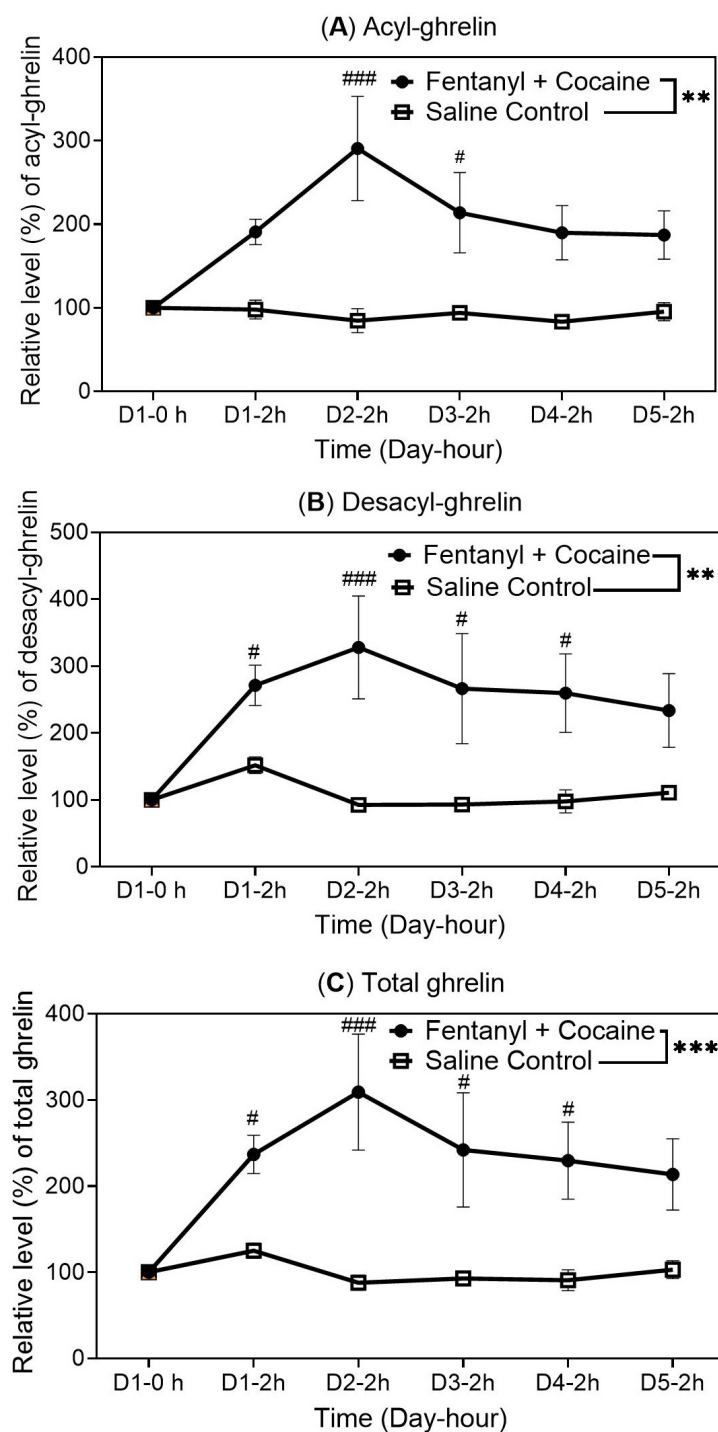 (A) Acyl-ghrelin
400
300
200
100
0
Relative level (%) of acyl-ghrelin
###
#
Fentanyl + Cocaine
Saline Control
**
D1-0 h D1-2h D2-2h D3-2h D4-2h D5-2h
Time (Day-hour)
(B) Desacyl-ghrelin
500
400
300
200
100
0
Relative level (%) of desacyl-ghrelin
#
###
#
#
Fentanyl + Cocaine
Saline Control
**
D1-0 h D1-2h D2-2h D3-2h D4-2h D5-2h
Time (Day-hour)
(C) Total ghrelin
400
300
200
100
0
Relative level (%) of total ghrelin
#
###
#
#
Fentanyl + Cocaine
Saline Control
***
D1-0 h D1-2h D2-2h D3-2h D4-2h D5-2h
Time (Day-hour)